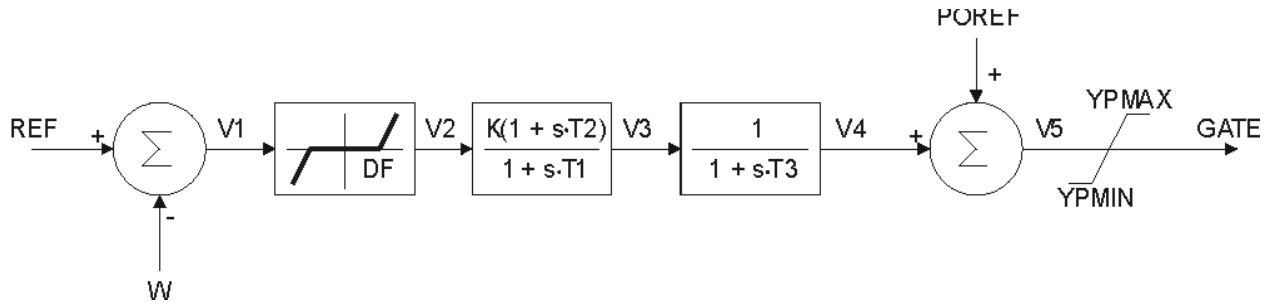 POREF
REF
+
Σ
-
W
V1
DF
V2
K(1 + s·T2)
1 + s·T1
V3
1
1 + s·T3
V4
+
+
Σ
V5
YPMAX
YPMIN
GATE